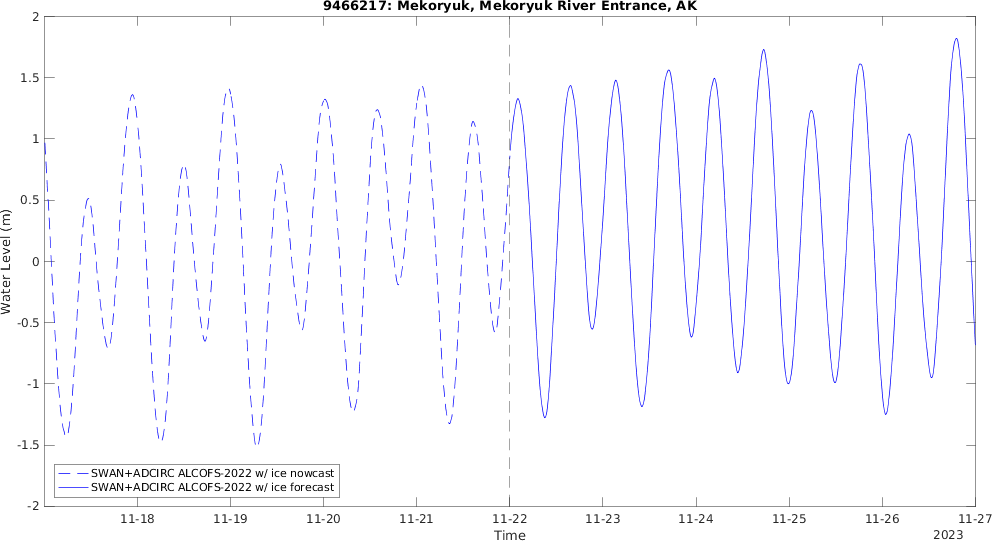 9466217: Mekoryuk, Mekoryuk River Entrance, AK
2
1.5
1
0.5
0
-0.5
-1
-1.5
-2
Water Level (m)
SWAN+ADCIRC ALCOFS-2022 w/ ice nowcast
SWAN+ADCIRC ALCOFS-2022 w/ ice forecast
11-18 11-19 11-20 11-21 11-22 11-23 11-24 11-25 11-26 11-27
Time
2023